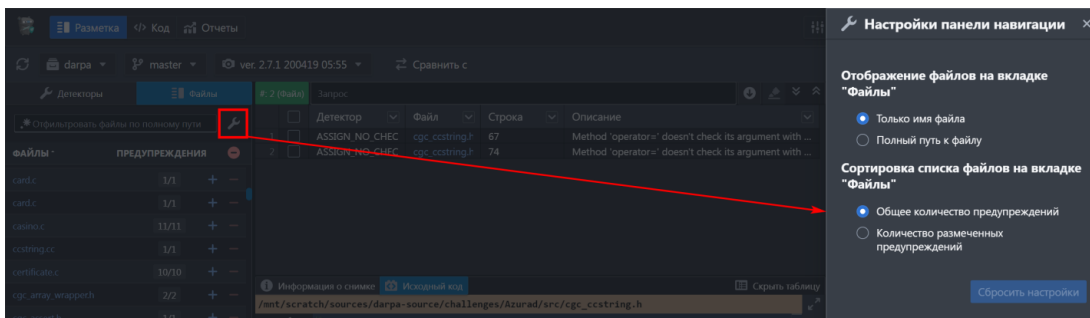 Разметка </> Код Отчеты
Настройки панели навигации
darpa master ver. 2.7.1 200419 05:55 Сравнить с
Детекторы Файлы #: 2 (Файл) Запрос
Отфильтровать файлы по полному пути
Детектор Файл Строка Описание
1 ASSIGN_NO_CHEC cgc_ccstring.h 67 Method 'operator=' doesn't check its argument with ...
ФАЙЛЫ ПРЕДУПРЕЖДЕНИЯ
2 ASSIGN_NO_CHEC cgc_ccstring.h 74 Method 'operator=' doesn't check its argument with ...
card.c 1/1 + −
card.c 1/1 + −
casino.c 11/11 + −
ccstring.cc 1/1 + −
certificate.c 10/10 + −
cgc_array_wrapper.h 2/2 + −
Информация о снимке Исходный код Скрыть таблицу
/mnt/scratch/sources/darpa-source/challenges/Azurad/src/cgc_ccstring.h
Отображение файлов на вкладке
"Файлы"
Только имя файла
Полный путь к файлу
Сортировка списка файлов на вкладке
"Файлы"
Общее количество предупреждений
Количество размеченных
предупреждений
Сбросить настройки